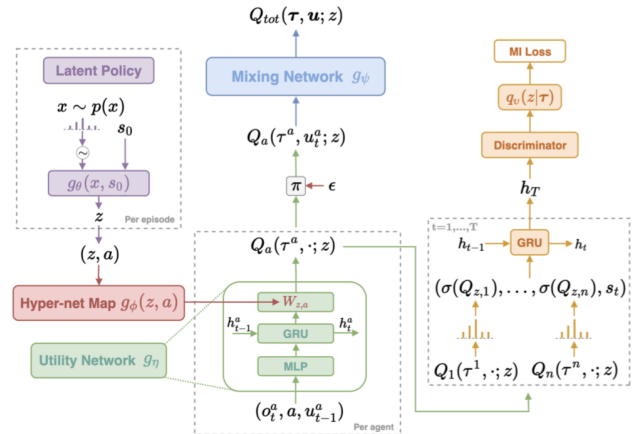 Q_tot(τ, u; z)
Mixing Network g_ψ
Q_a(τ^a, u_t^a; z)
π
ϵ
Q_a(τ^a, ·; z)
Latent Policy
x ∼ p(x)
s_0
∼
g_θ(x, s_0)
Per episode
z
(z, a)
Hyper-net Map g_ϕ(z, a)
Utility Network g_η
W_{z,a}
h_{t-1}^a
GRU
h_t^a
MLP
(o_t^a, a, u_{t-1}^a)
Per agent
MI Loss
q_υ(z|τ)
Discriminator
h_T
t=1,...,T
h_{t-1}
GRU
h_t
(σ(Q_{z,1}), . . . , σ(Q_{z,n}), s_t)
Q_1(τ^1, ·; z)
Q_n(τ^n, ·; z)